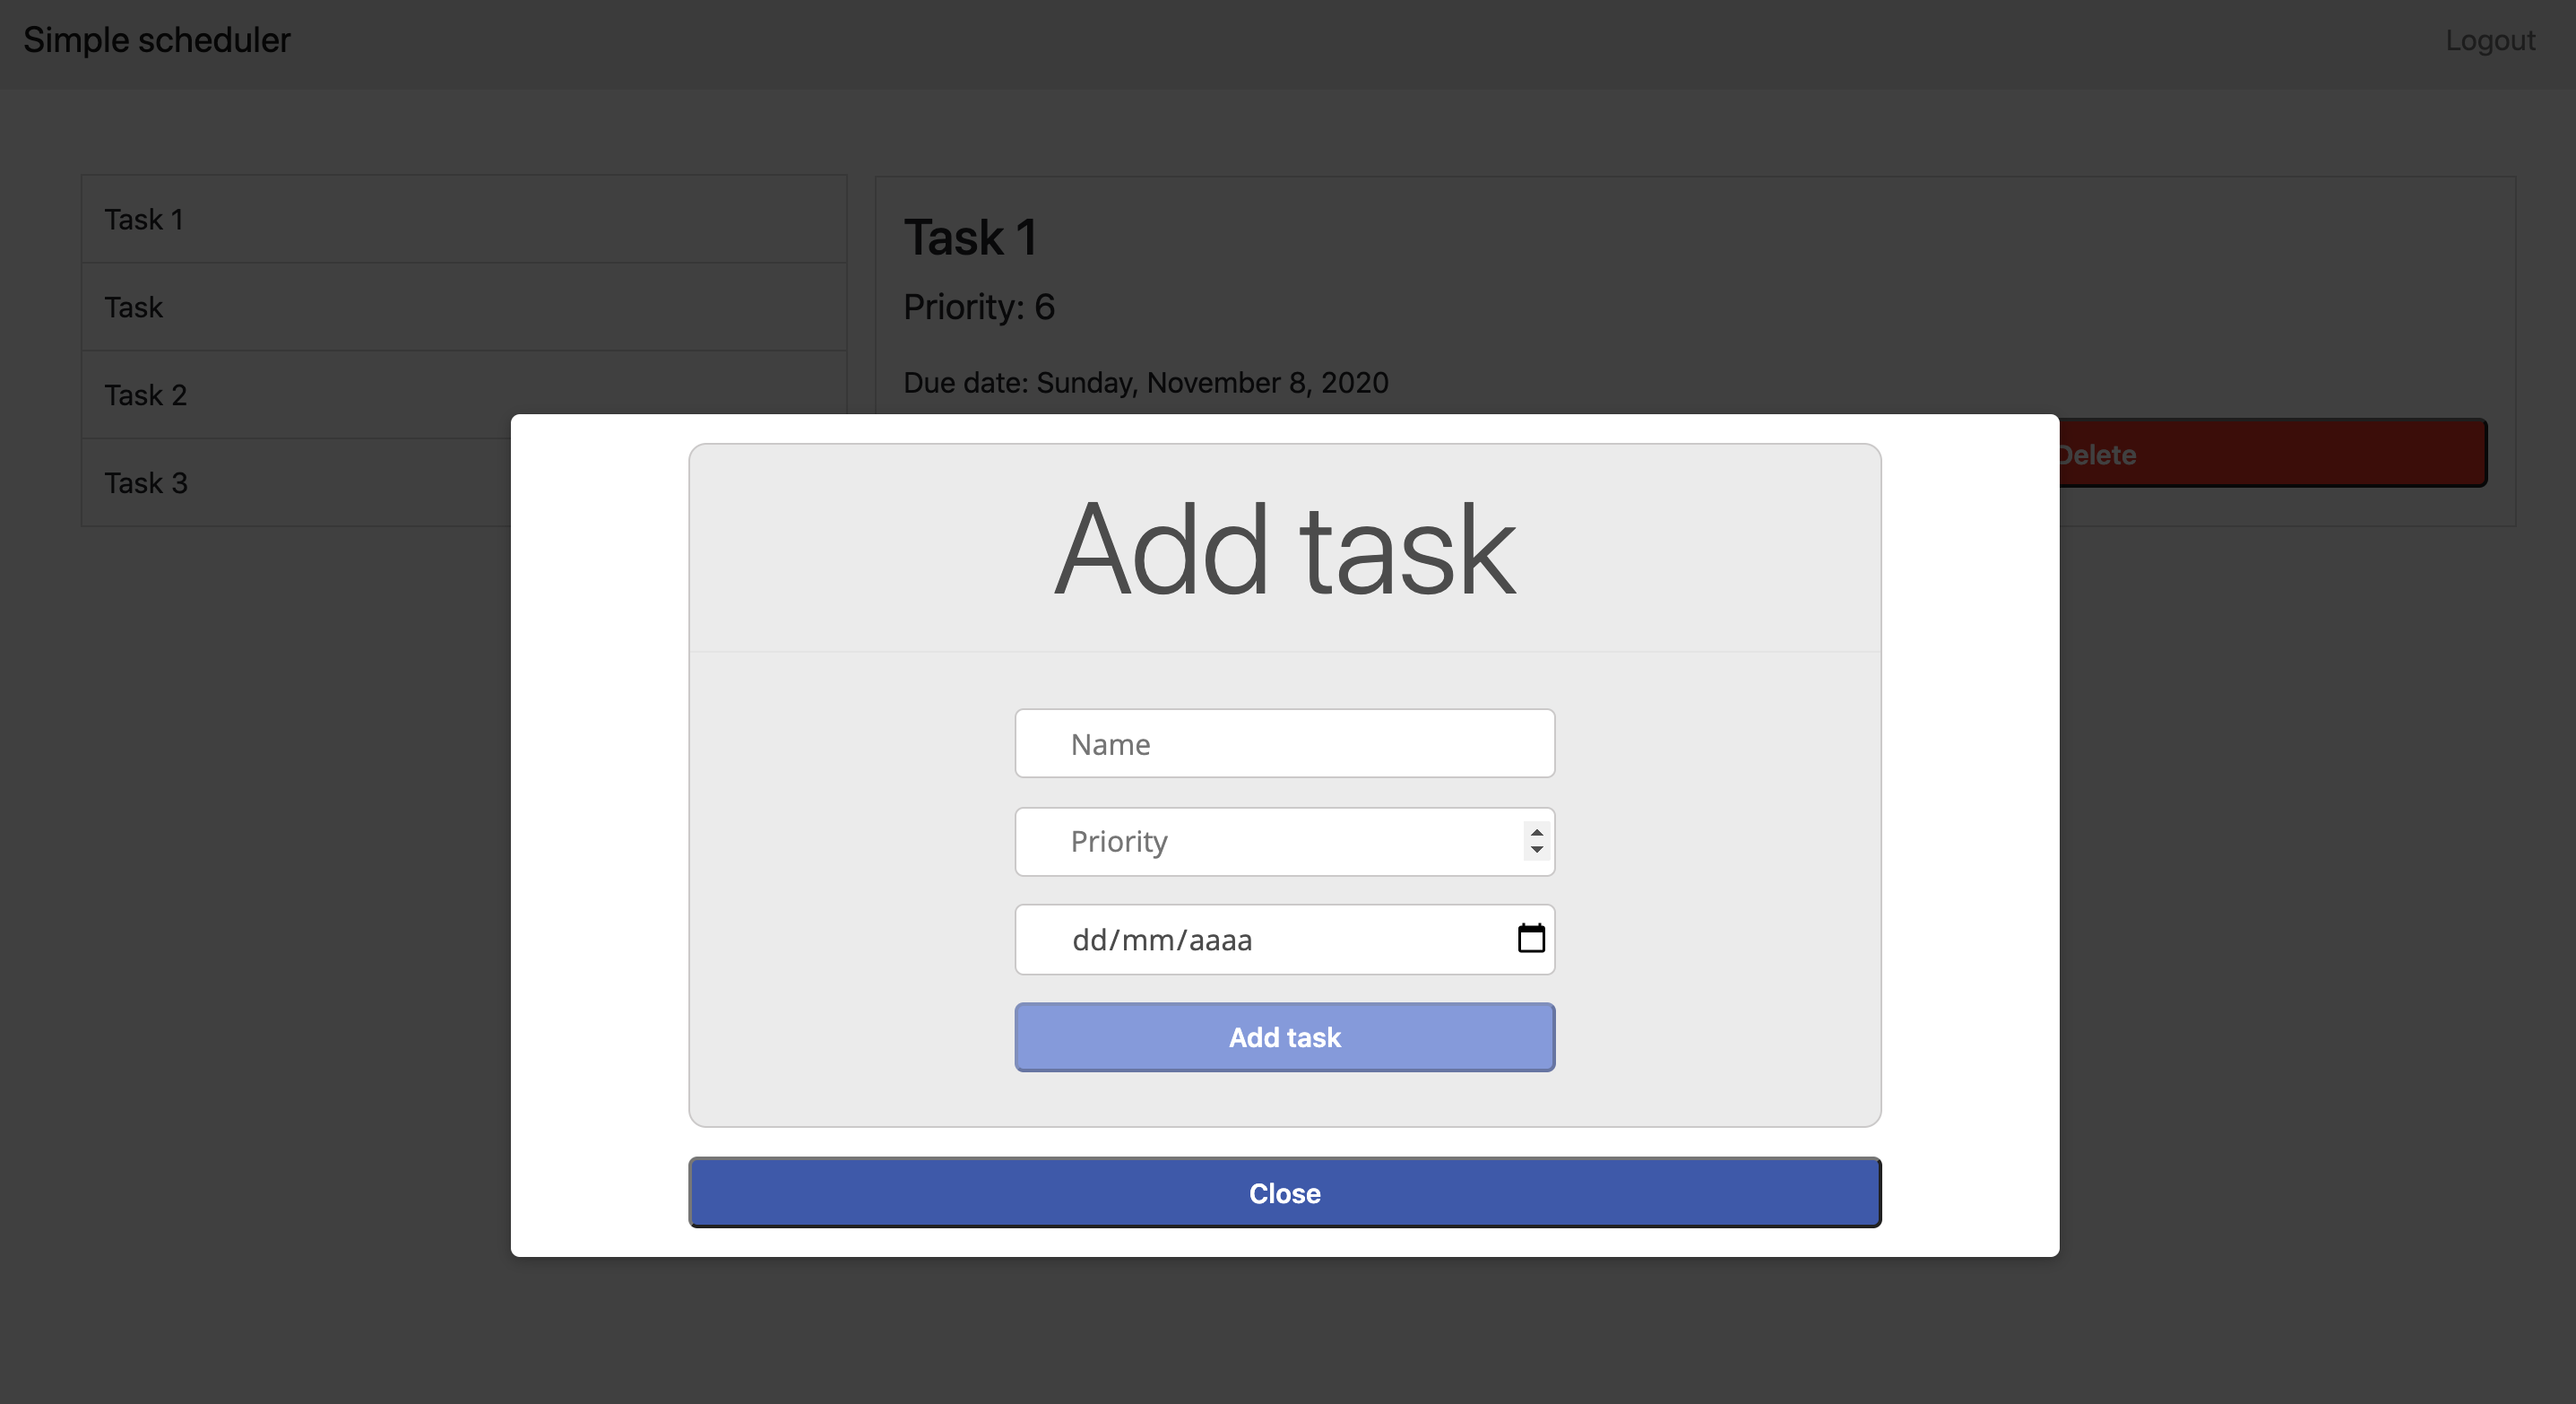 Simple scheduler
Logout
Task 1
Task
Task 2
Task 3
Task 1
Priority: 6
Due date: Sunday, November 8, 2020
Delete
Add task
Name
Priority
dd/mm/aaaa
Add task
Close